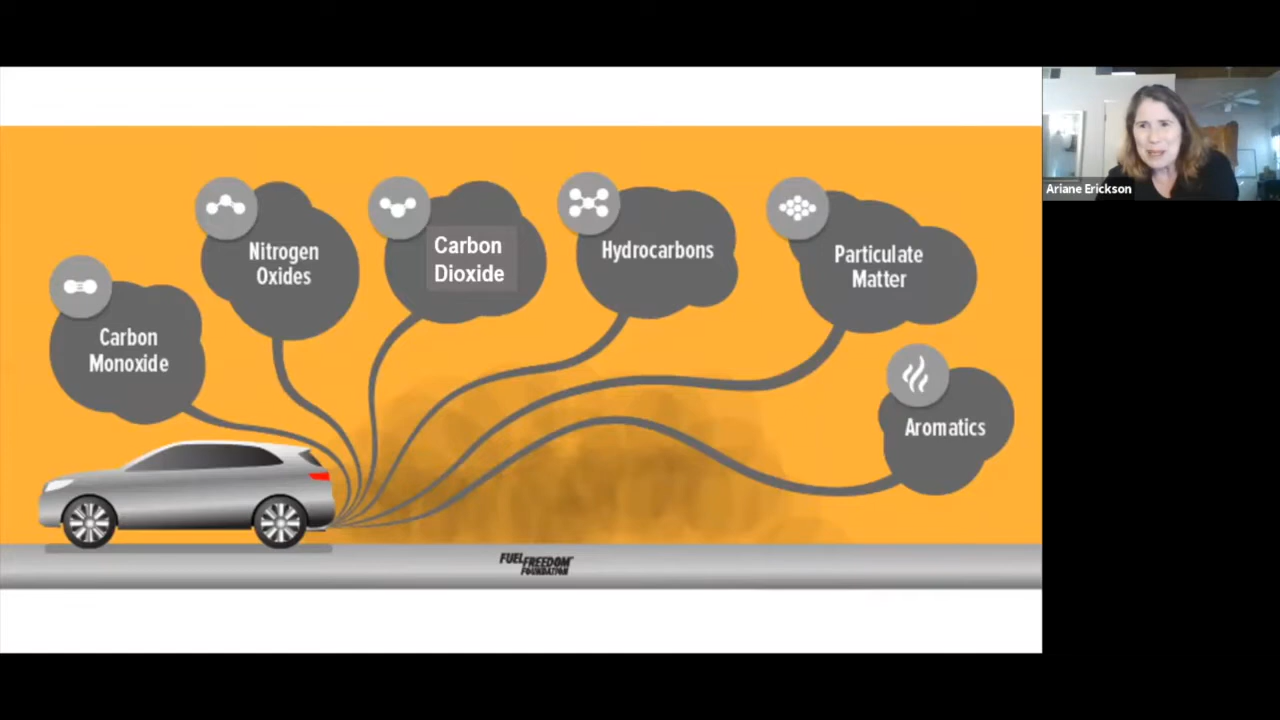 Carbon
Monoxide
Nitrogen
Oxides
Carbon
Dioxide
Hydrocarbons
Particulate
Matter
Aromatics
FUEL FREEDOM
FOUNDATION
Ariane Erickson